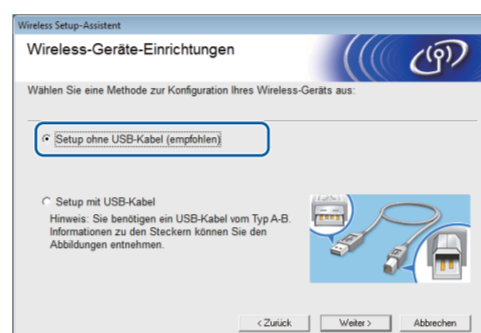 Wireless Setup-Assistent
Wireless-Geräte-Einrichtungen
Wählen Sie eine Methode zur Konfiguration Ihres Wireless-Geräts aus:
Setup ohne USB-Kabel (empfohlen)
Setup mit USB-Kabel
Hinweis: Sie benötigen ein USB-Kabel vom Typ A-B.
Informationen zu den Steckern können Sie den
Abbildungen entnehmen.
< Zurück Weiter > Abbrechen